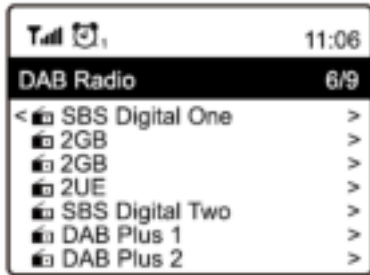 1 11:06
DAB Radio 6/9
< SBS Digital One >
2GB >
2GB >
2UE >
SBS Digital Two >
DAB Plus 1 >
DAB Plus 2 >